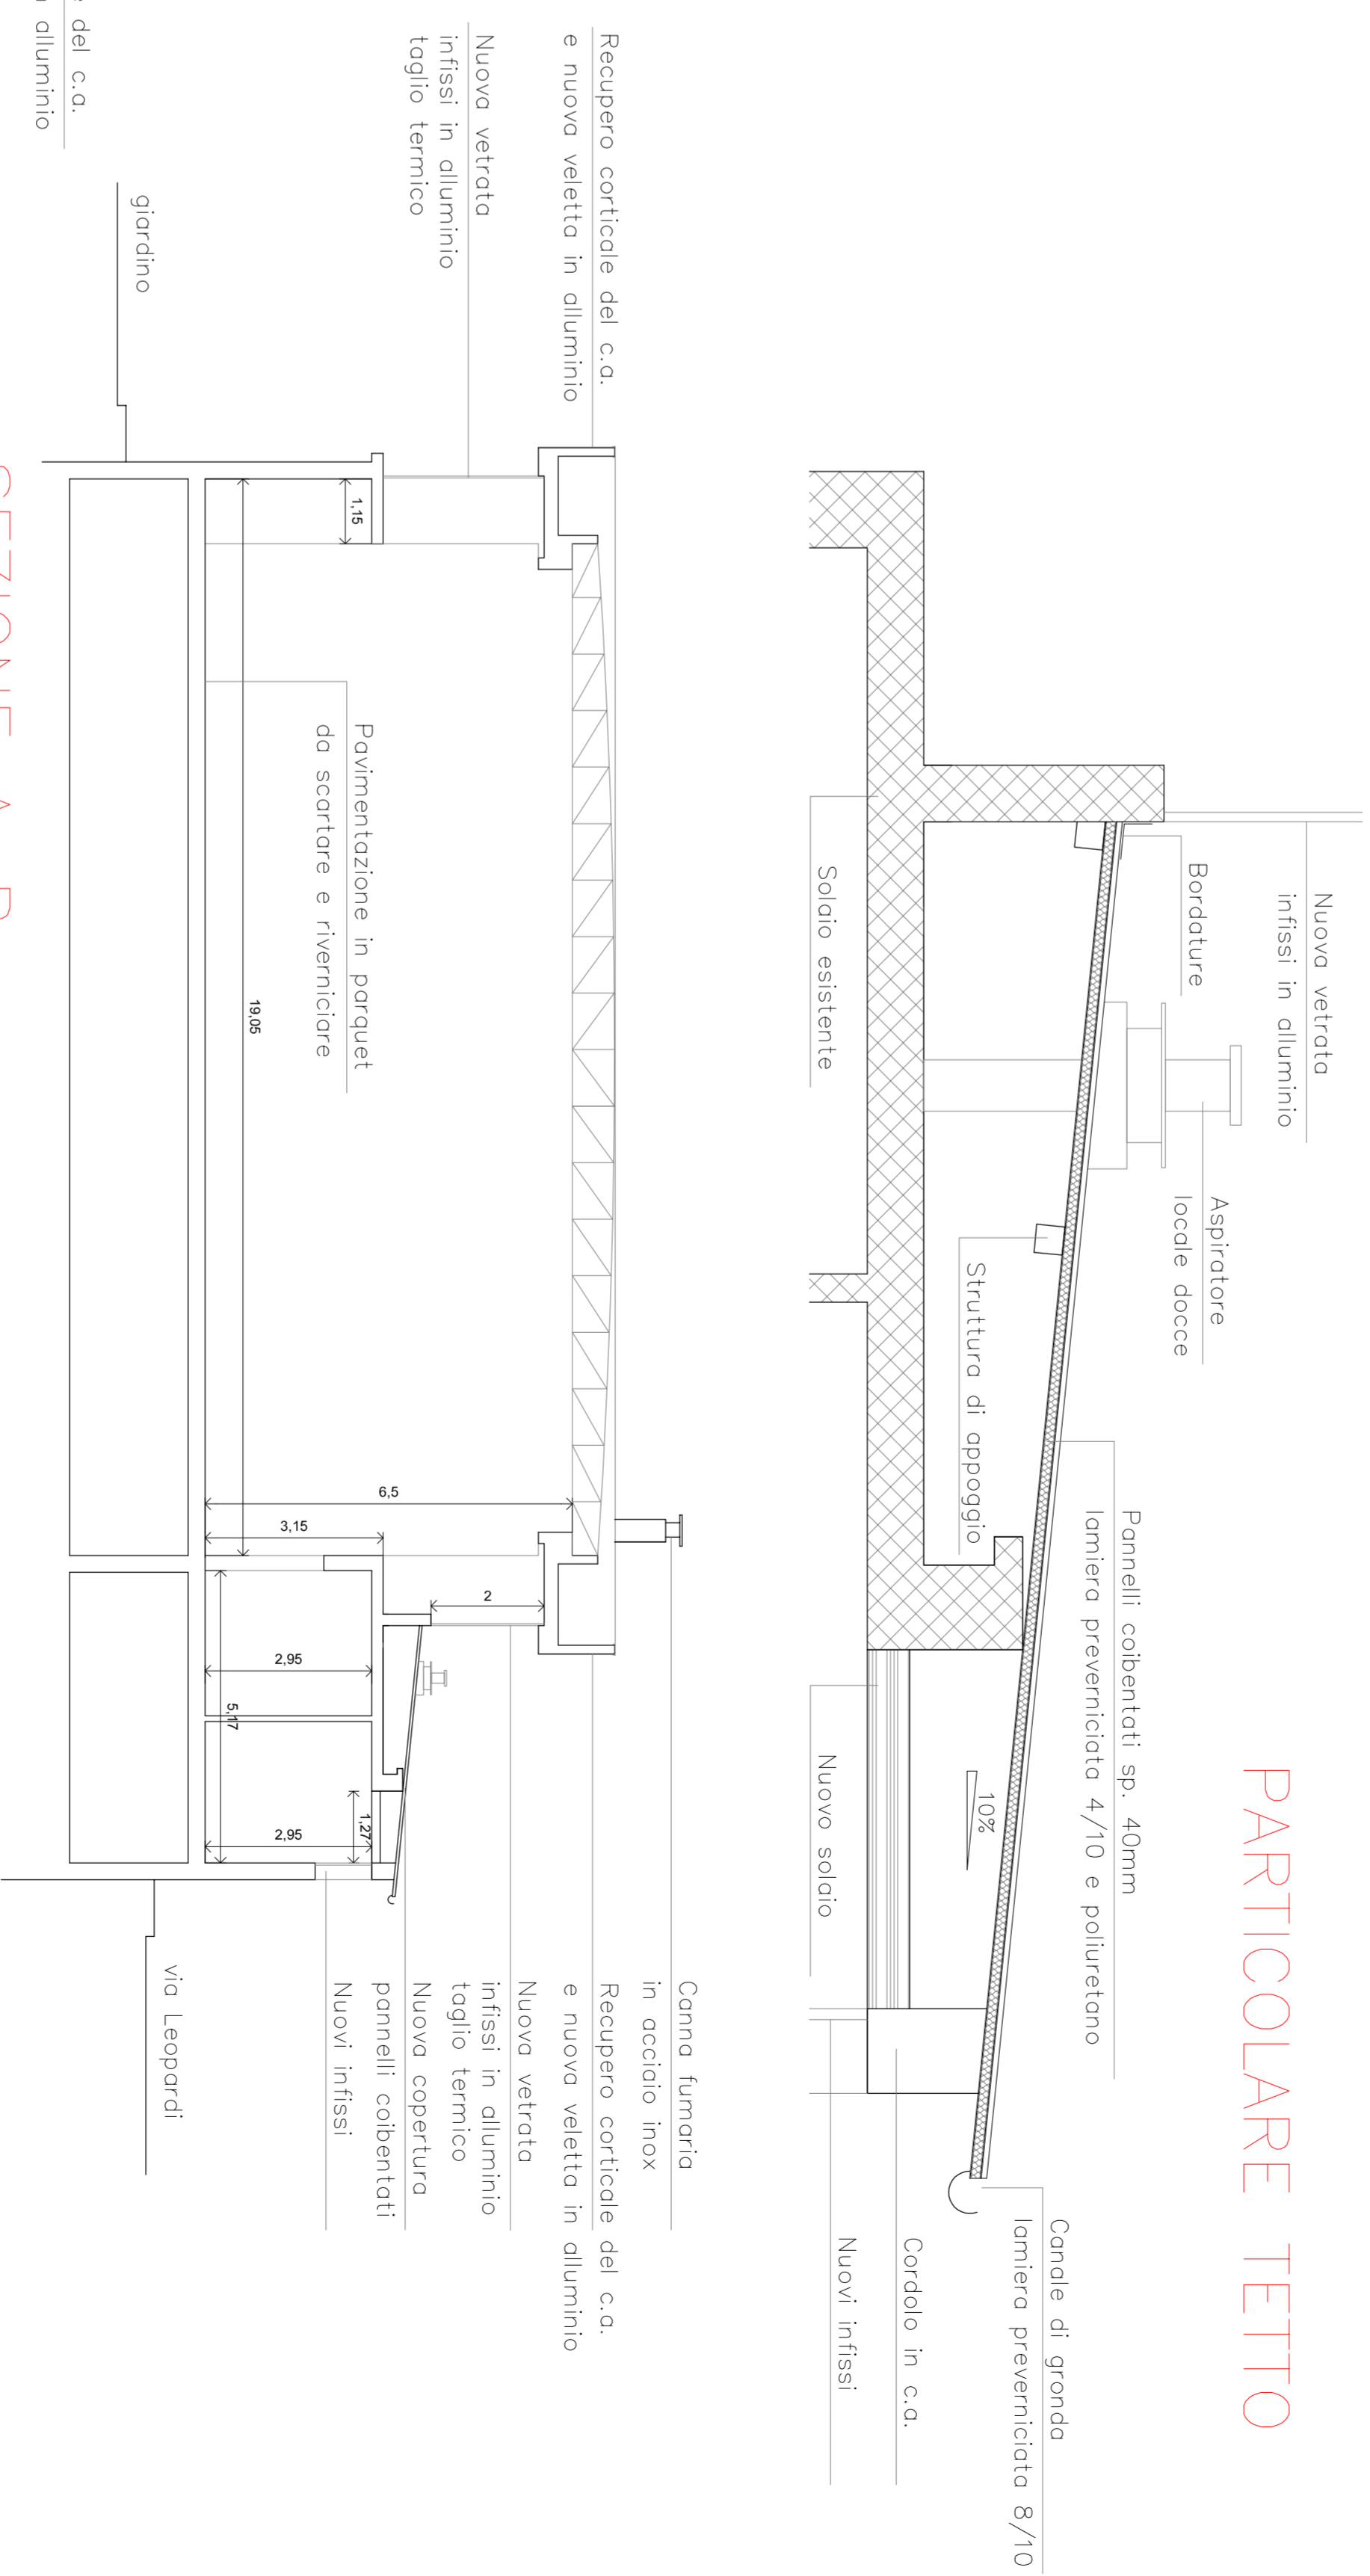 PARTICOLARE TETTO
Nuova vetrata
infissi in alluminio
Bordature
Aspiratore
locale docce
Pannelli coibentati sp. 40mm
lamiera preverniciata 4/10 e poliuretano
Canale di gronda
lamiera preverniciata 8/10
Struttura di appoggio
10%
Cordolo in c.a.
Solaio esistente
Nuovo solaio
Nuovi infissi
Recupero corticale del c.a.
e nuova veletta in alluminio
Nuova vetrata
infissi in alluminio
taglio termico
giardino
1,15
Pavimentazione in parquet
da scartare e riverniciare
19,05
6,5
3,15
2
2,95
5,17
2,95
1,27
Canna fumaria
in acciaio inox
Recupero corticale del c.a.
e nuova veletta in alluminio
Nuova vetrata
infissi in alluminio
taglio termico
Nuova copertura
pannelli coibentati
Nuovi infissi
via Leopardi
del c.a.
alluminio